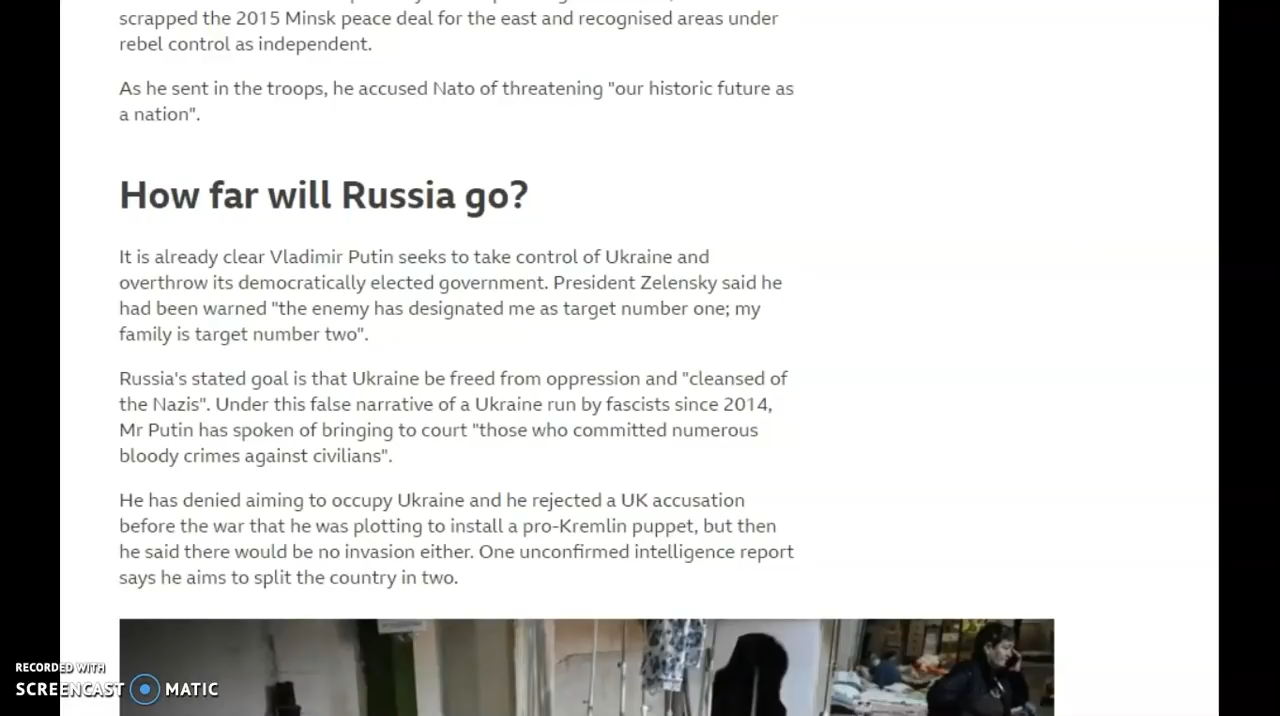 scrapped the 2015 Minsk peace deal for the east and recognised areas under
rebel control as independent.
As he sent in the troops, he accused Nato of threatening "our historic future as
a nation".
How far will Russia go?
It is already clear Vladimir Putin seeks to take control of Ukraine and
overthrow its democratically elected government. President Zelensky said he
had been warned "the enemy has designated me as target number one; my
family is target number two".
Russia's stated goal is that Ukraine be freed from oppression and "cleansed of
the Nazis". Under this false narrative of a Ukraine run by fascists since 2014,
Mr Putin has spoken of bringing to court "those who committed numerous
bloody crimes against civilians".
He has denied aiming to occupy Ukraine and he rejected a UK accusation
before the war that he was plotting to install a pro-Kremlin puppet, but then
he said there would be no invasion either. One unconfirmed intelligence report
says he aims to split the country in two.
RECORDED WITH
SCREENCAST MATIC